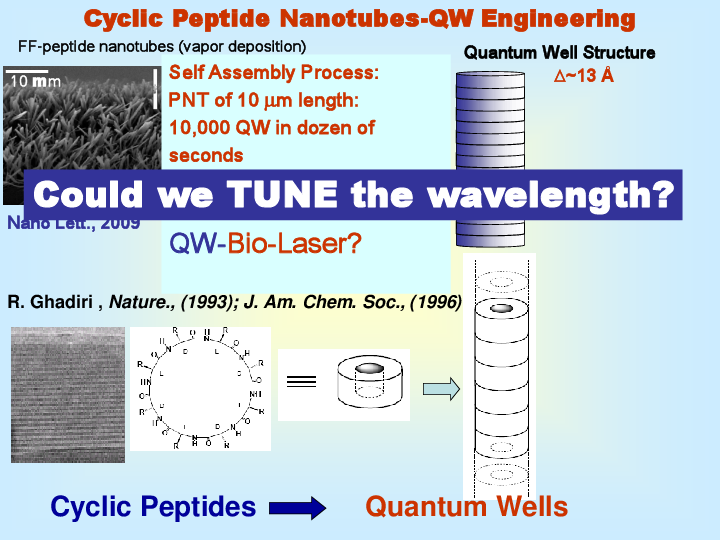 Cyclic Peptide Nanotubes-QW Engineering
FF-peptide nanotubes (vapor deposition)
10 mm
Self Assembly Process:
PNT of 10 μm length:
10,000 QW in dozen of
seconds
Quantum Well Structure
Δ~13 Å
Could we TUNE the wavelength?
Nano Lett., 2009
QW-Bio-Laser?
R. Ghadiri , Nature., (1993); J. Am. Chem. Soc., (1996)
Cyclic Peptides
Quantum Wells